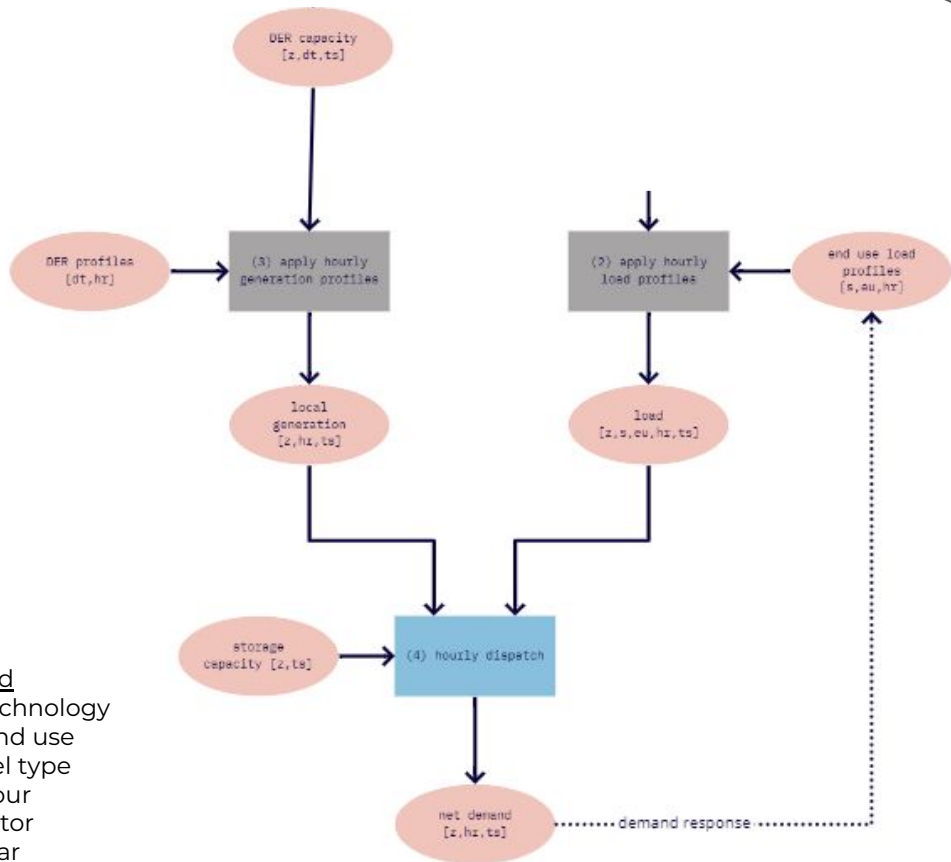 DER capacity
[z,dt,ts]
DER profiles
[dt,hr]
(3) apply hourly
generation profiles
(2) apply hourly
load profiles
end use load
profiles
[s,eu,hr]
local
generation
[z,hr,ts]
load
[z,s,eu,hr,ts]
storage
capacity [z,ts]
(4) hourly dispatch
net demand
[z,hr,ts]
demand response
d
chnology
nd use
el type
our
tor
ar